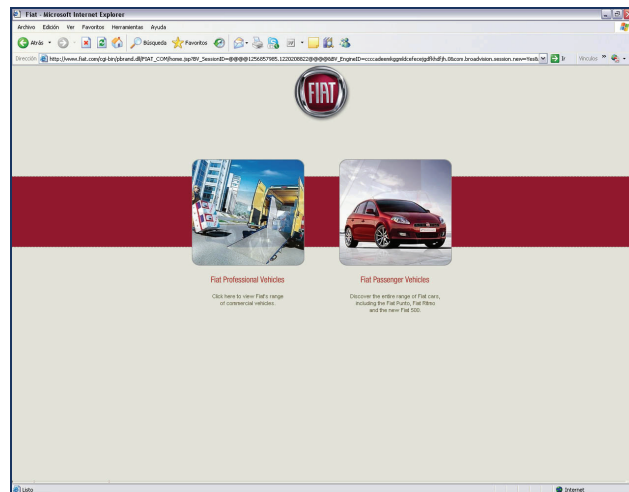 Fiat - Microsoft Internet Explorer
Archivo Edición Ver Favoritos Herramientas Ayuda
Atrás Búsqueda Favoritos
Dirección Ir Vínculos
FIAT
Fiat Professional Vehicles
Click here to view Fiat's range
of commercial vehicles.
Fiat Passenger Vehicles
Discover the entire range of Fiat cars,
including the Fiat Punto, Fiat Ritmo
and the new Fiat 500.
Listo Internet